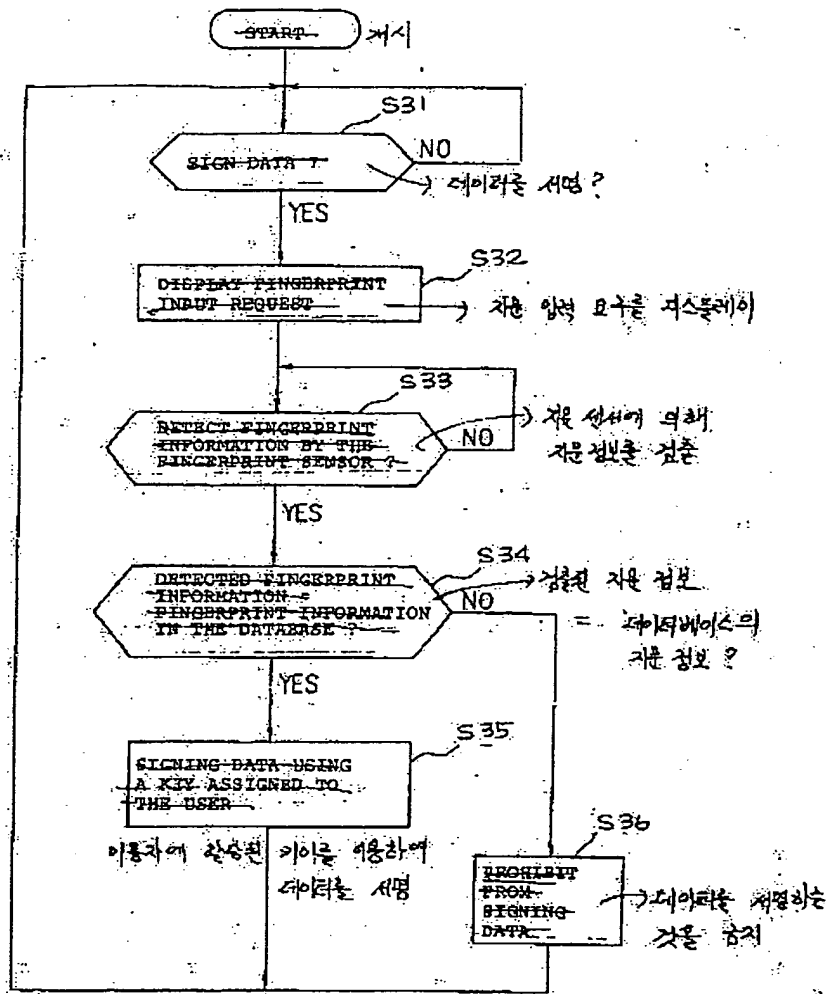 START 개시
S31
SIGN DATA ?
NO
데이터를 서명?
YES
S32
DISPLAY FINGERPRINT
INPUT REQUEST
지문 입력 요구를 디스플레이
S33
DETECT FINGERPRINT
INFORMATION BY THE
FINGERPRINT SENSOR ?
NO
지문 센서에 의해
지문정보를 검출
YES
S34
DETECTED FINGERPRINT
INFORMATION =
FINGERPRINT INFORMATION
IN THE DATABASE ?
NO
검출된 지문 정보
= 데이터베이스의
지문 정보?
YES
S35
SIGNING DATA USING
A KEY ASSIGNED TO
THE USER
이용자에 할당된 키이를 이용하여
데이터를 서명
S36
PROHIBIT
FROM
SIGNING
DATA
데이터를 서명하는
것을 금지